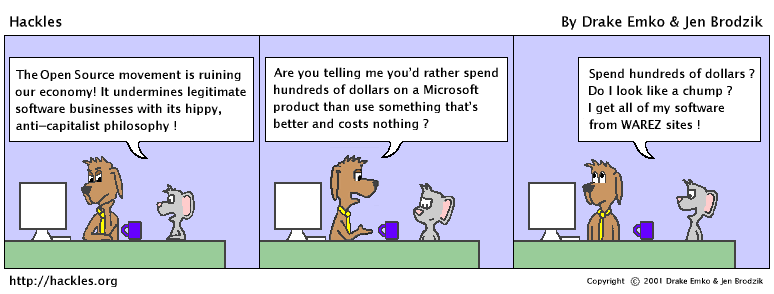 Hackles
By Drake Emko & Jen Brodzik
The Open Source movement is ruining
our economy! It undermines legitimate
software businesses with its hippy,
anti-capitalist philosophy !
Are you telling me you'd rather spend
hundreds of dollars on a Microsoft
product than use something that's
better and costs nothing ?
Spend hundreds of dollars ?
Do I look like a chump ?
I get all of my software
from WAREZ sites !
http://hackles.org
Copyright © 2001 Drake Emko & Jen Brodzik